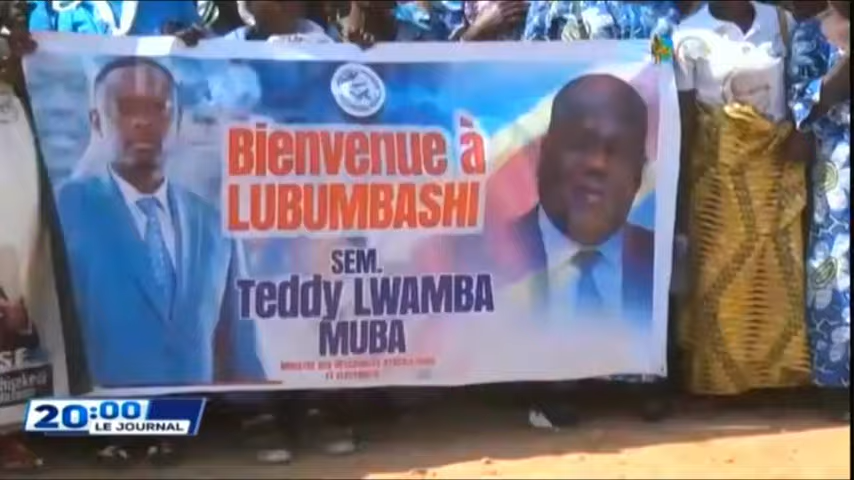 Bienvenue à
LUBUMBASHI
SEM.
Teddy LWAMBA
MUBA
20:00
LE JOURNAL